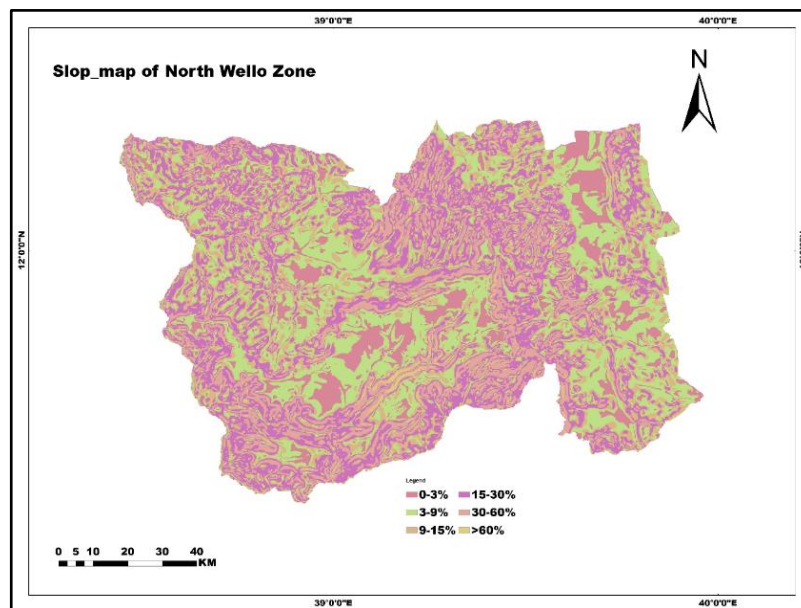 39°0'0"E 40°0'0"E
Slop_map of North Wello Zone
N
12°0'0"N
Legend
0-3% 15-30%
3-9% 30-60%
9-15% >60%
0 5 10 20 30 40
KM
39°0'0"E 40°0'0"E